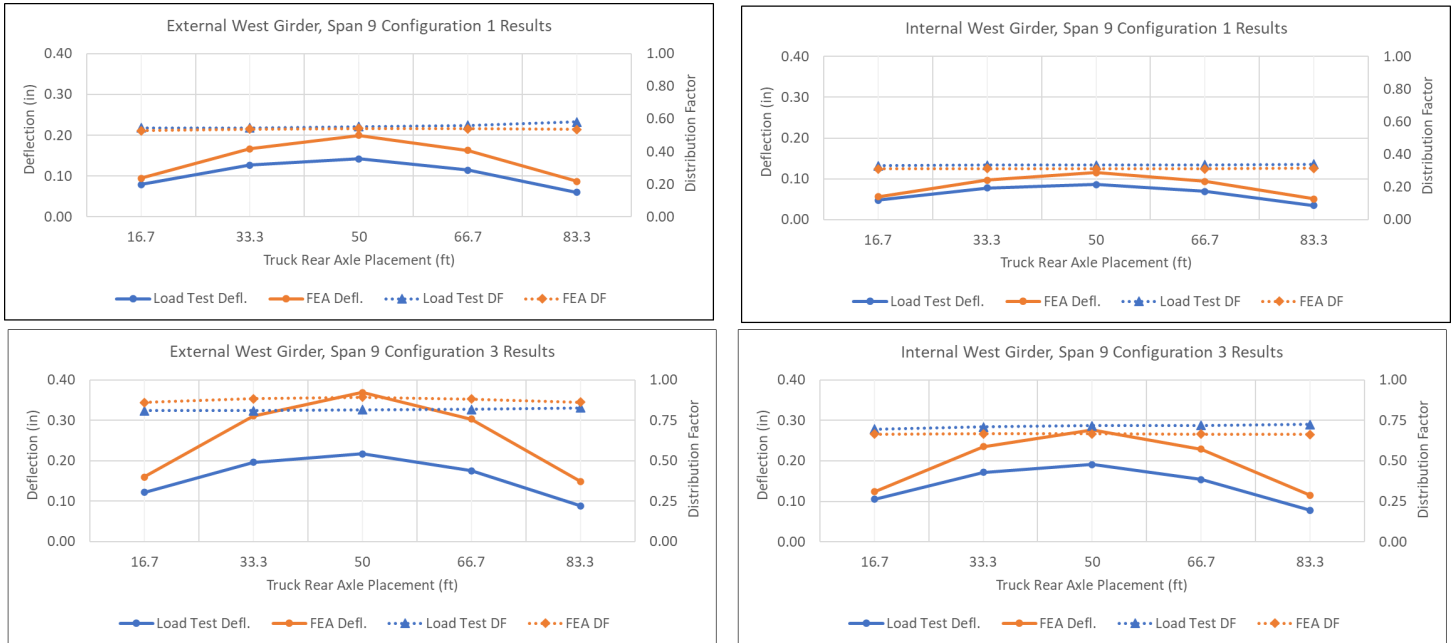 External West Girder, Span 9 Configuration 1 Results
0.40
0.30
0.20
0.10
0.00
Deflection (in)
1.00
0.80
0.60
0.40
0.20
0.00
Distribution Factor
16.7 33.3 50 66.7 83.3
Truck Rear Axle Placement (ft)
Load Test Defl. FEA Defl. Load Test DF FEA DF
Internal West Girder, Span 9 Configuration 1 Results
0.40
0.30
0.20
0.10
0.00
Deflection (in)
1.00
0.80
0.60
0.40
0.20
0.00
Distribution Factor
16.7 33.3 50 66.7 83.3
Truck Rear Axle Placement (ft)
Load Test Defl. FEA Defl. Load Test DF FEA DF
External West Girder, Span 9 Configuration 3 Results
0.40
0.30
0.20
0.10
0.00
Deflection (in)
1.00
0.75
0.50
0.25
0.00
Distribution Factor
16.7 33.3 50 66.7 83.3
Truck Rear Axle Placement (ft)
Load Test Defl. FEA Defl. Load Test DF FEA DF
Internal West Girder, Span 9 Configuration 3 Results
0.40
0.30
0.20
0.10
0.00
Deflection (in)
1.00
0.75
0.50
0.25
0.00
Distribution Factor
16.7 33.3 50 66.7 83.3
Truck Rear Axle Placement (ft)
Load Test Defl. FEA Defl. Load Test DF FEA DF